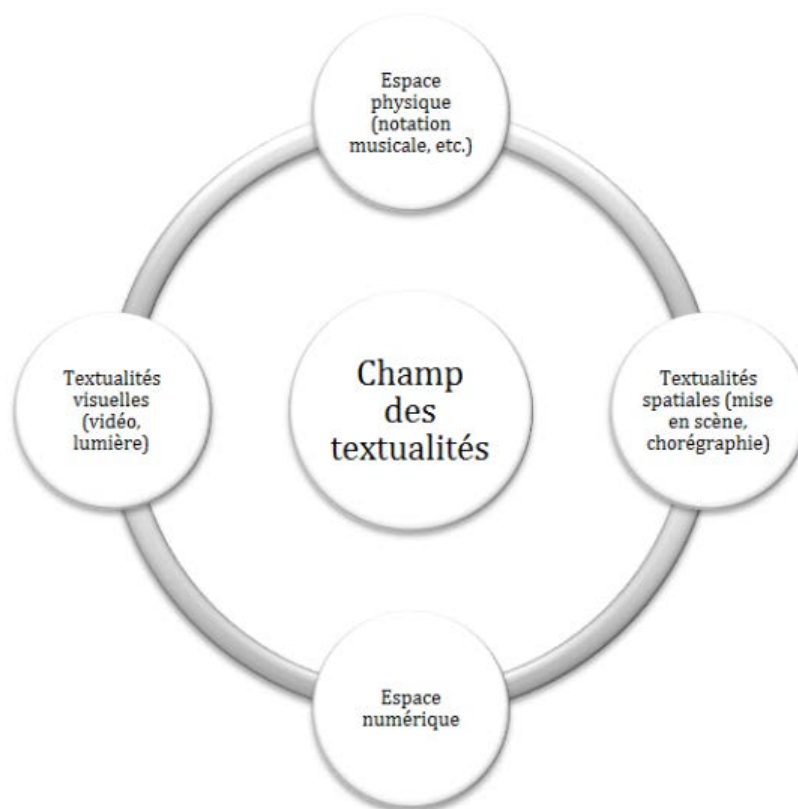 Espace
physique
(notation
musicale, etc.)
Textualités
visuelles
(vidéo,
lumière)
Champ
des
textualités
Textualités
spatiales (mise
en scène,
chorégraphie)
Espace
numérique